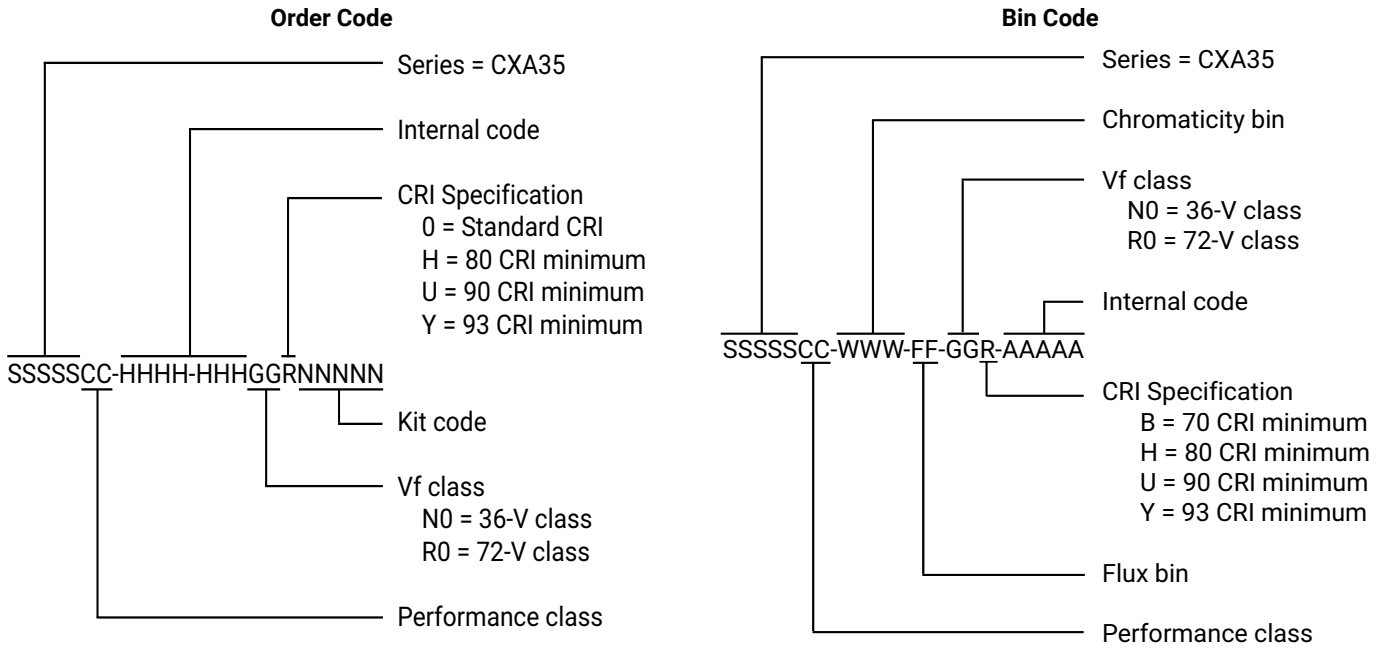 Order Code
Series = CXA35
Internal code
CRI Specification
0 = Standard CRI
H = 80 CRI minimum
U = 90 CRI minimum
Y = 93 CRI minimum
SSSSSCC-HHHH-HHHGGRNNNNN
Kit code
Vf class
N0 = 36-V class
R0 = 72-V class
Performance class
Bin Code
Series = CXA35
Chromaticity bin
Vf class
N0 = 36-V class
R0 = 72-V class
Internal code
SSSSSCC-WWW-FF-GGR-AAAAA
CRI Specification
B = 70 CRI minimum
H = 80 CRI minimum
U = 90 CRI minimum
Y = 93 CRI minimum
Flux bin
Performance class